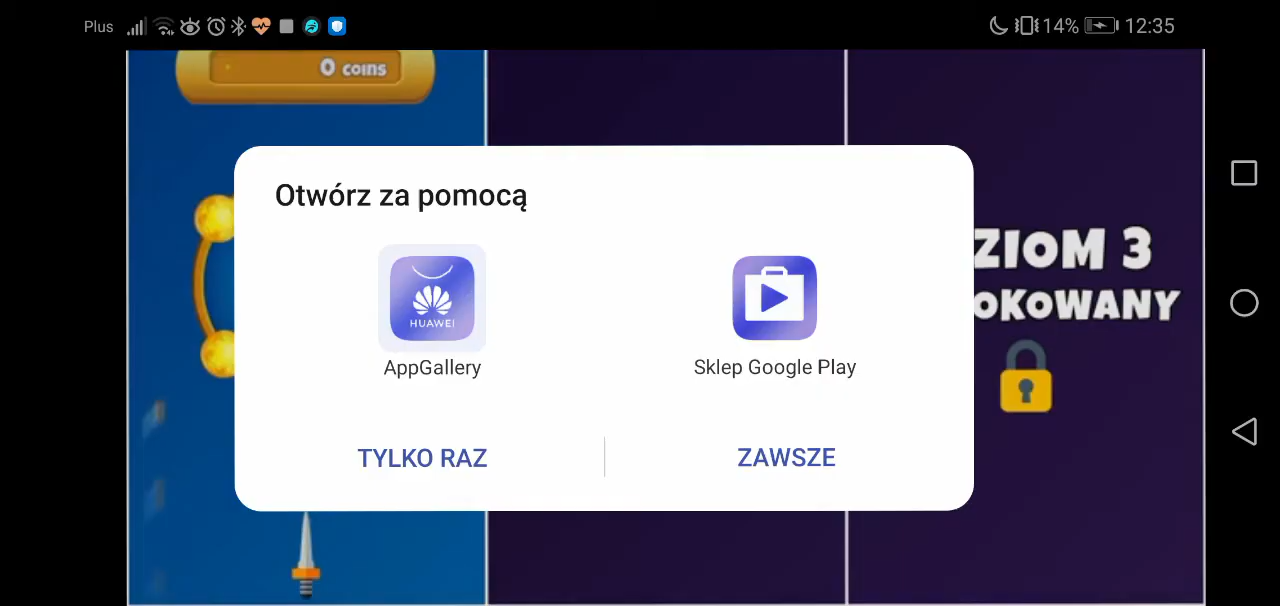 Plus 14% 12:35
0 coins
Otwórz za pomocą
HUAWEI
AppGallery
Sklep Google Play
TYLKO RAZ
ZAWSZE
ZIOM 3
OKOWANY